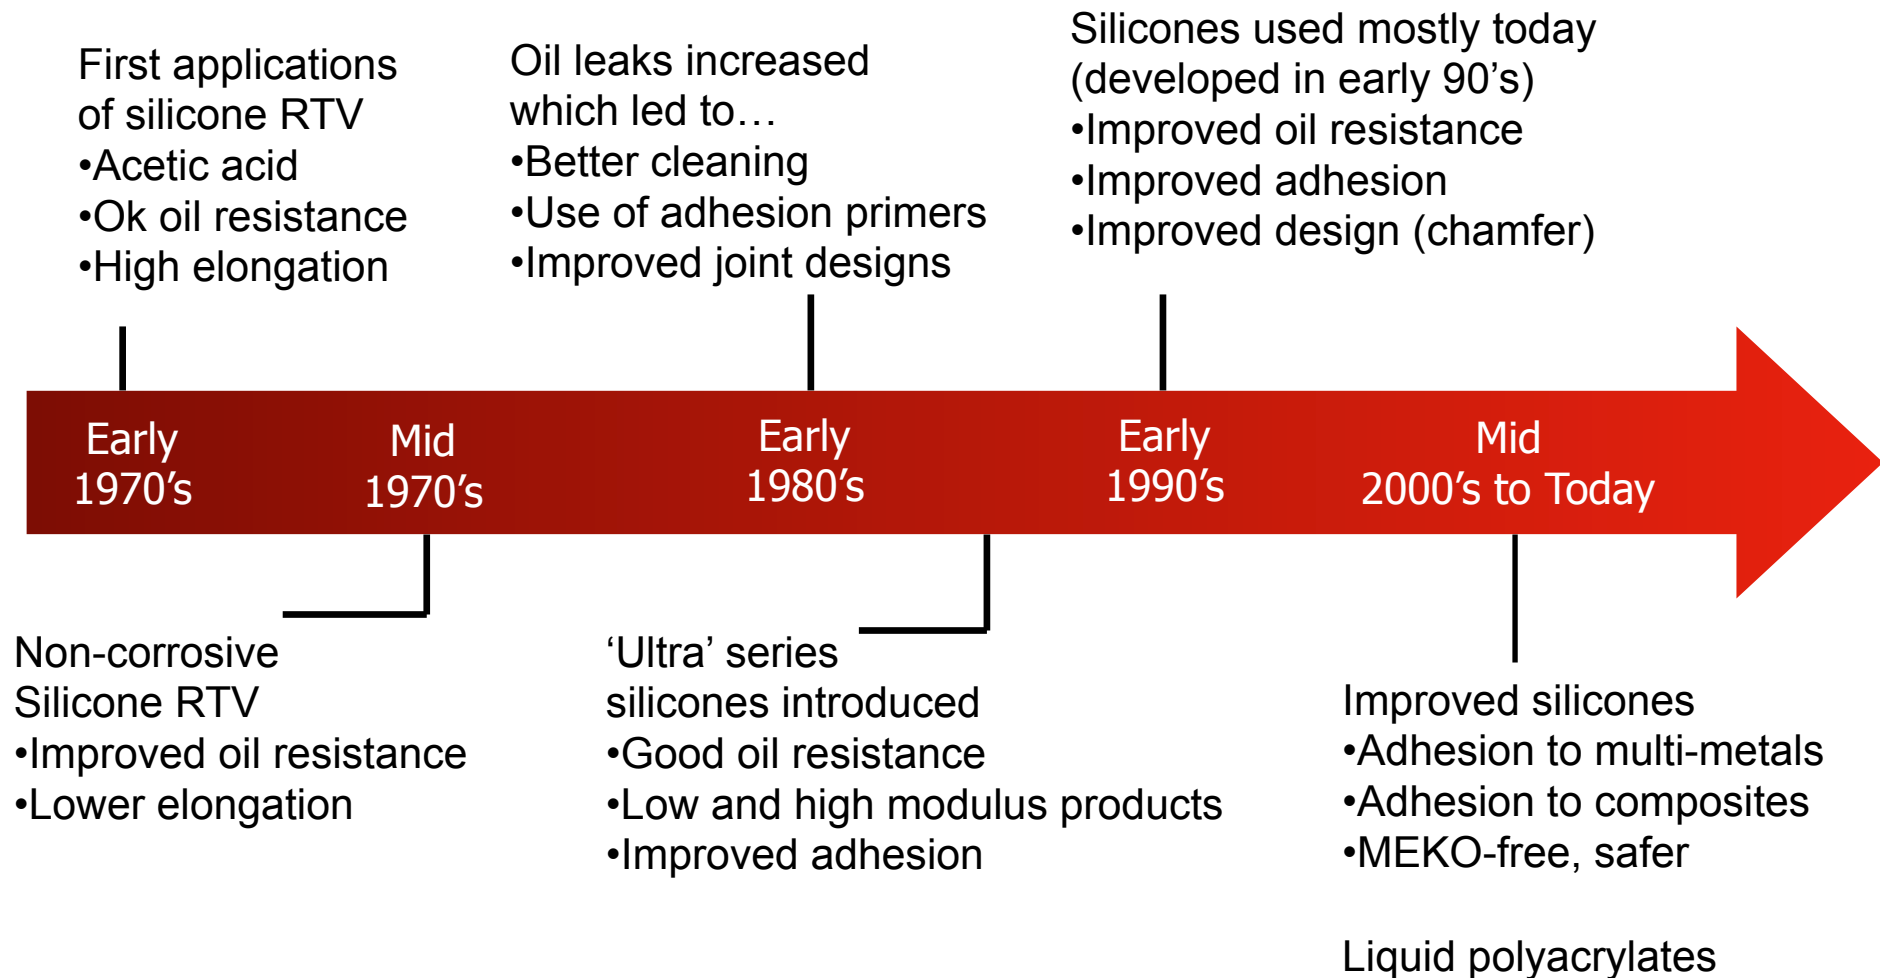 First applications
of silicone RTV
•Acetic acid
•Ok oil resistance
•High elongation
Oil leaks increased
which led to…
•Better cleaning
•Use of adhesion primers
•Improved joint designs
Silicones used mostly today
(developed in early 90’s)
•Improved oil resistance
•Improved adhesion
•Improved design (chamfer)
Early
1970’s
Mid
1970’s
Early
1980’s
Early
1990’s
Mid
2000’s to Today
Non-corrosive
Silicone RTV
•Improved oil resistance
•Lower elongation
‘Ultra’ series
silicones introduced
•Good oil resistance
•Low and high modulus products
•Improved adhesion
Improved silicones
•Adhesion to multi-metals
•Adhesion to composites
•MEKO-free, safer
Liquid polyacrylates